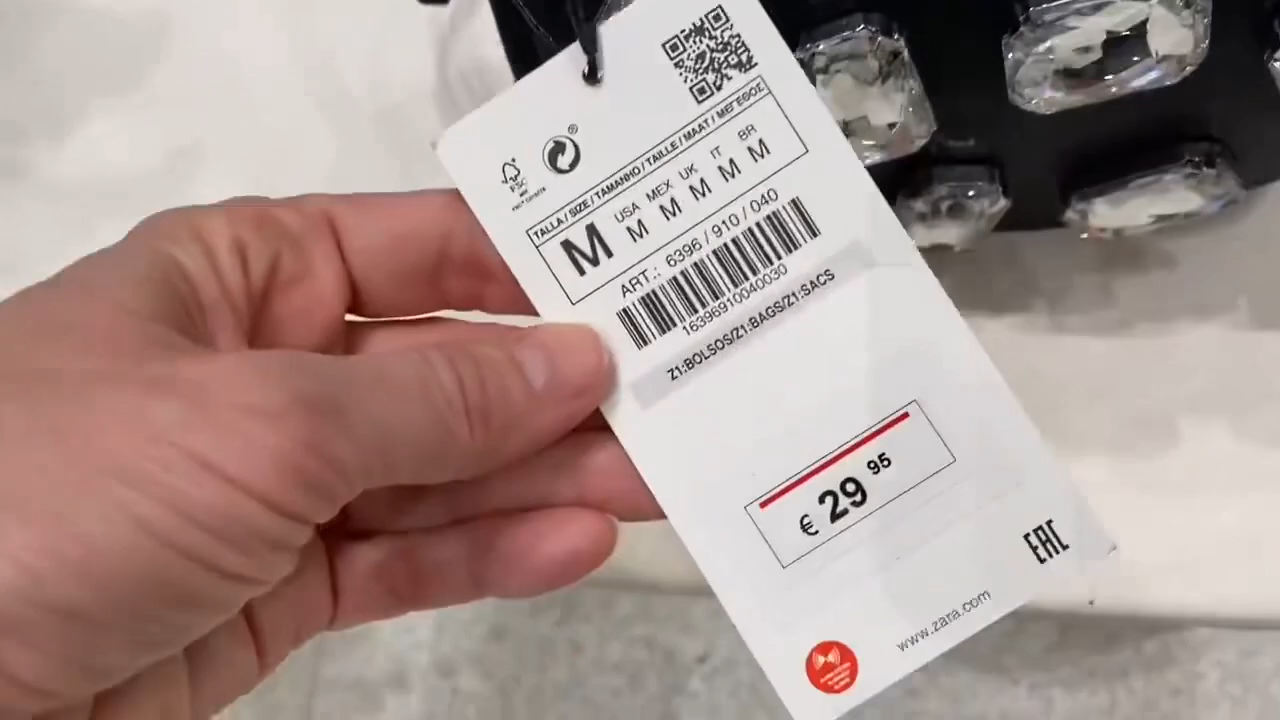 FSC
®
TALLA / SIZE / TAMANHO / TAILLE / MAAT / ΜΕΓΕΘΟΣ
M USA M MEX M UK M IT M BR M
ART.: 6396 / 910 / 040
16396910040030
Z1:BOLSOS/Z1:BAGS/Z1:SACS
€ 29 95
EAC
www.zara.com